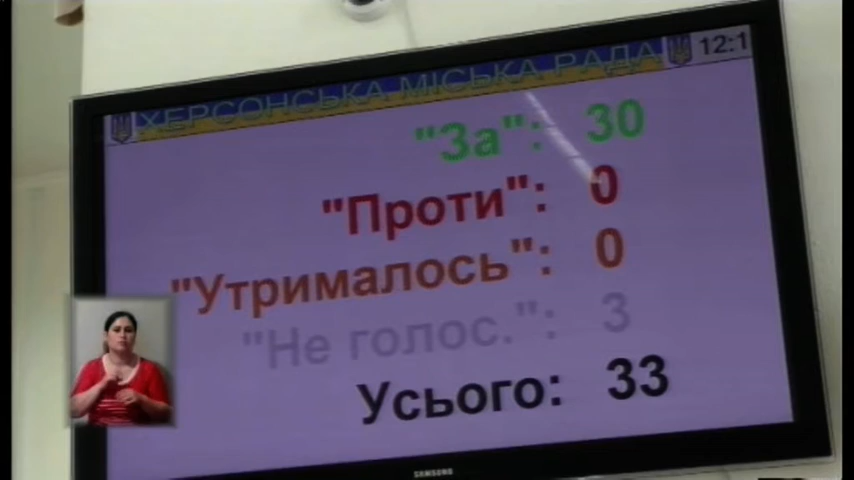 ХЕРСОНСЬКА МІСЬКА РАДА 12:1
"За": 30
"Проти": 0
"Утрималось": 0
"Не голос.": 3
Усього: 33
SAMSUNG